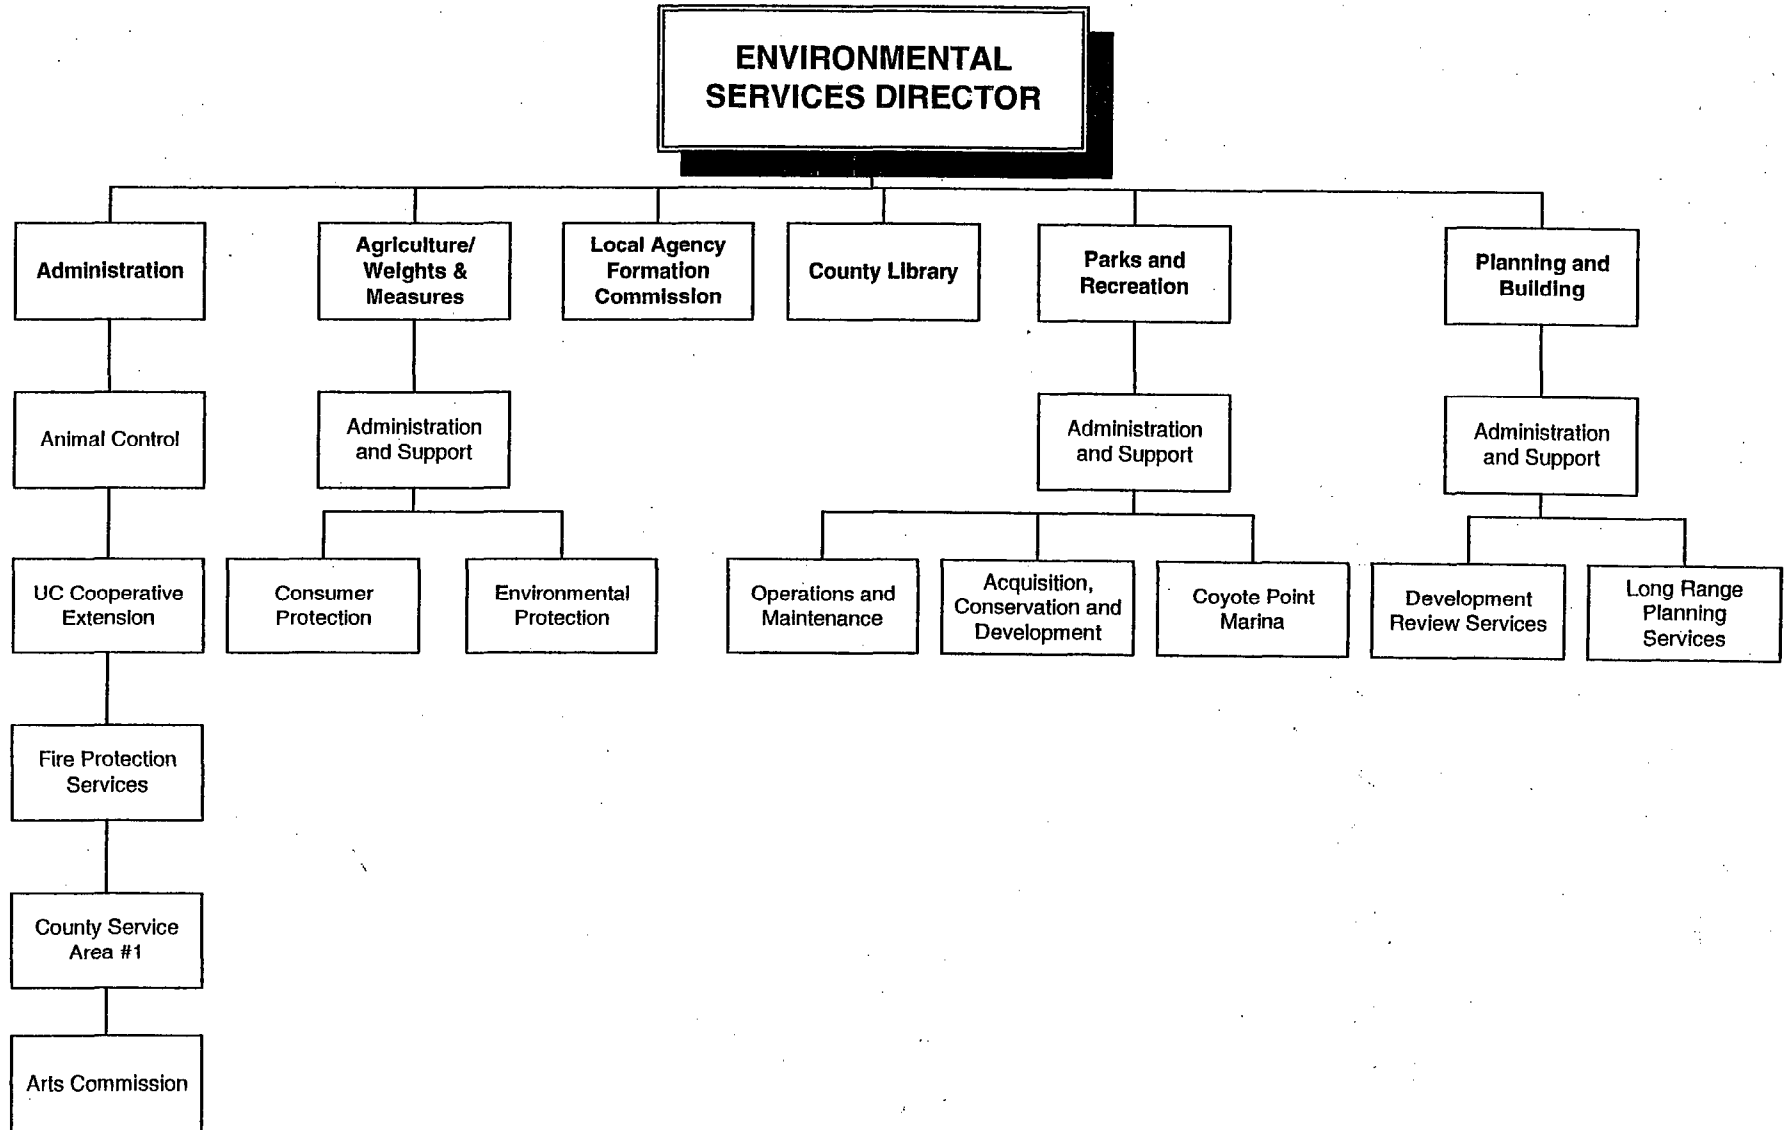 ENVIRONMENTAL
SERVICES DIRECTOR
Administration
Agriculture/
Weights &
Measures
Local Agency
Formation
Commission
County Library
Parks and
Recreation
Planning and
Building
Animal Control
Administration
and Support
Administration
and Support
Administration
and Support
UC Cooperative
Extension
Consumer
Protection
Environmental
Protection
Operations and
Maintenance
Acquisition,
Conservation and
Development
Coyote Point
Marina
Development
Review Services
Long Range
Planning
Services
Fire Protection
Services
County Service
Area #1
Arts Commission